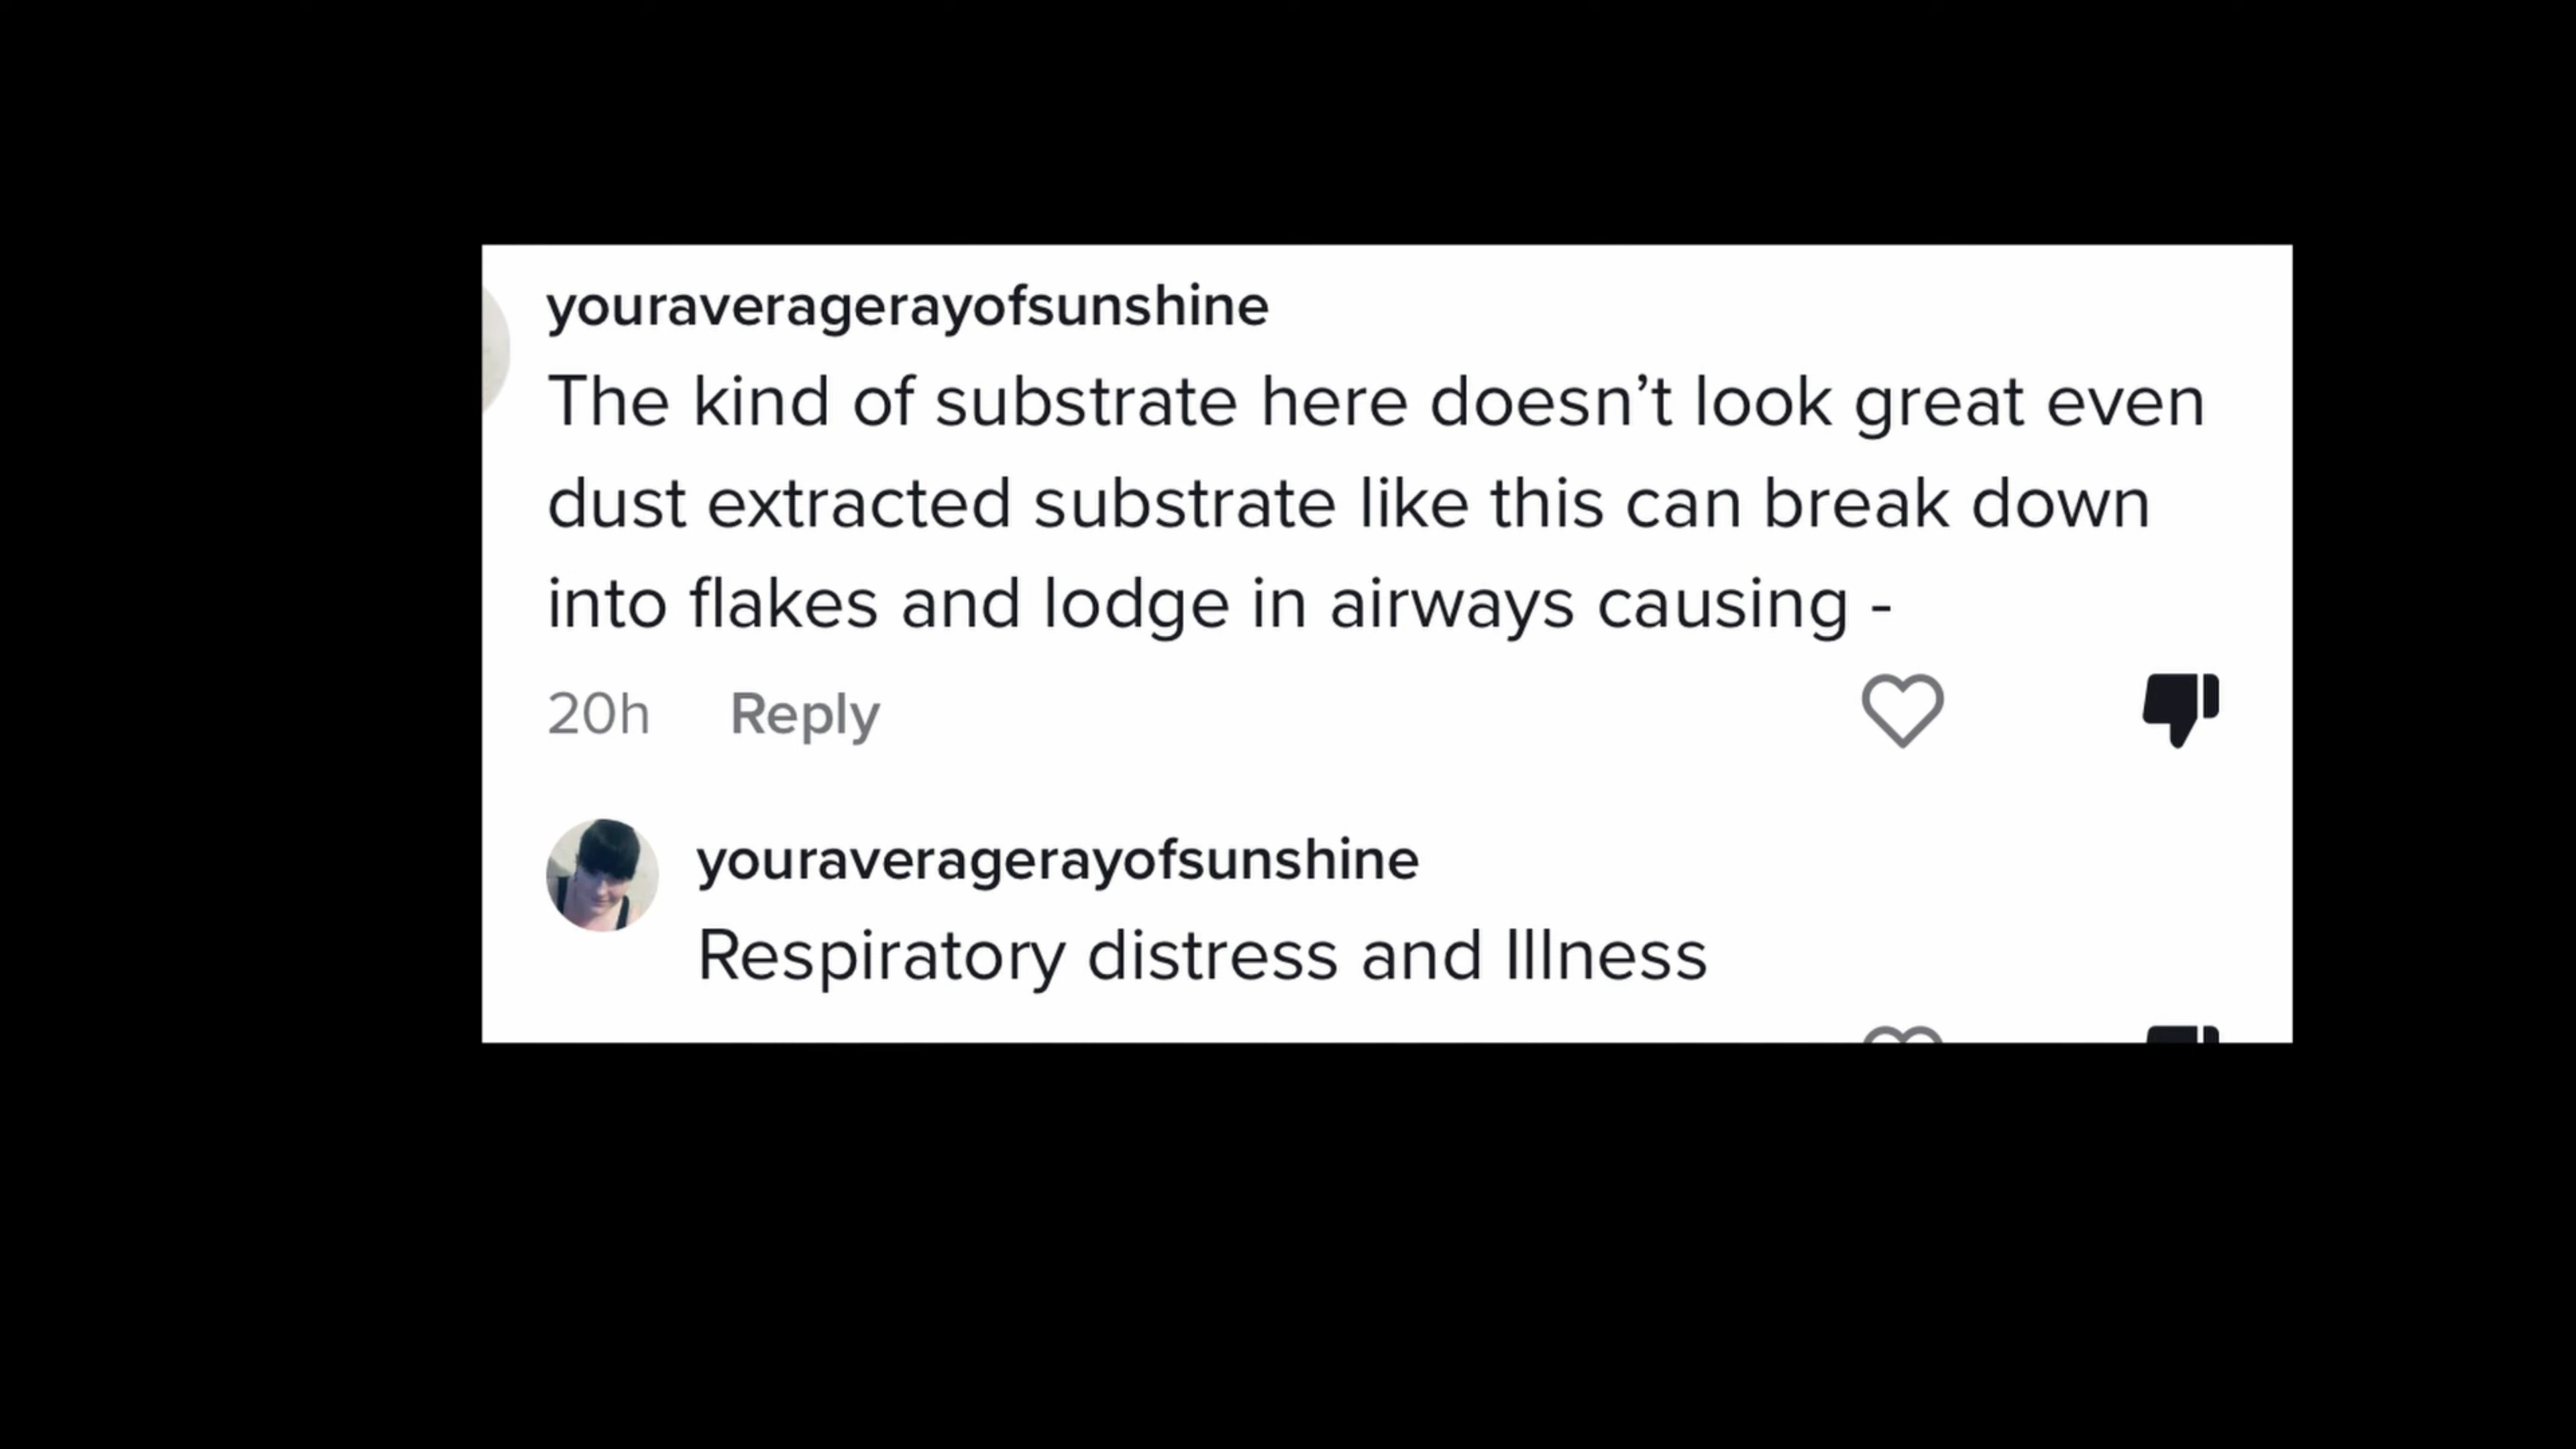 youraveragerayofsunshine
The kind of substrate here doesn’t look great even
dust extracted substrate like this can break down
into flakes and lodge in airways causing -
20h Reply
youraveragerayofsunshine
Respiratory distress and Illness